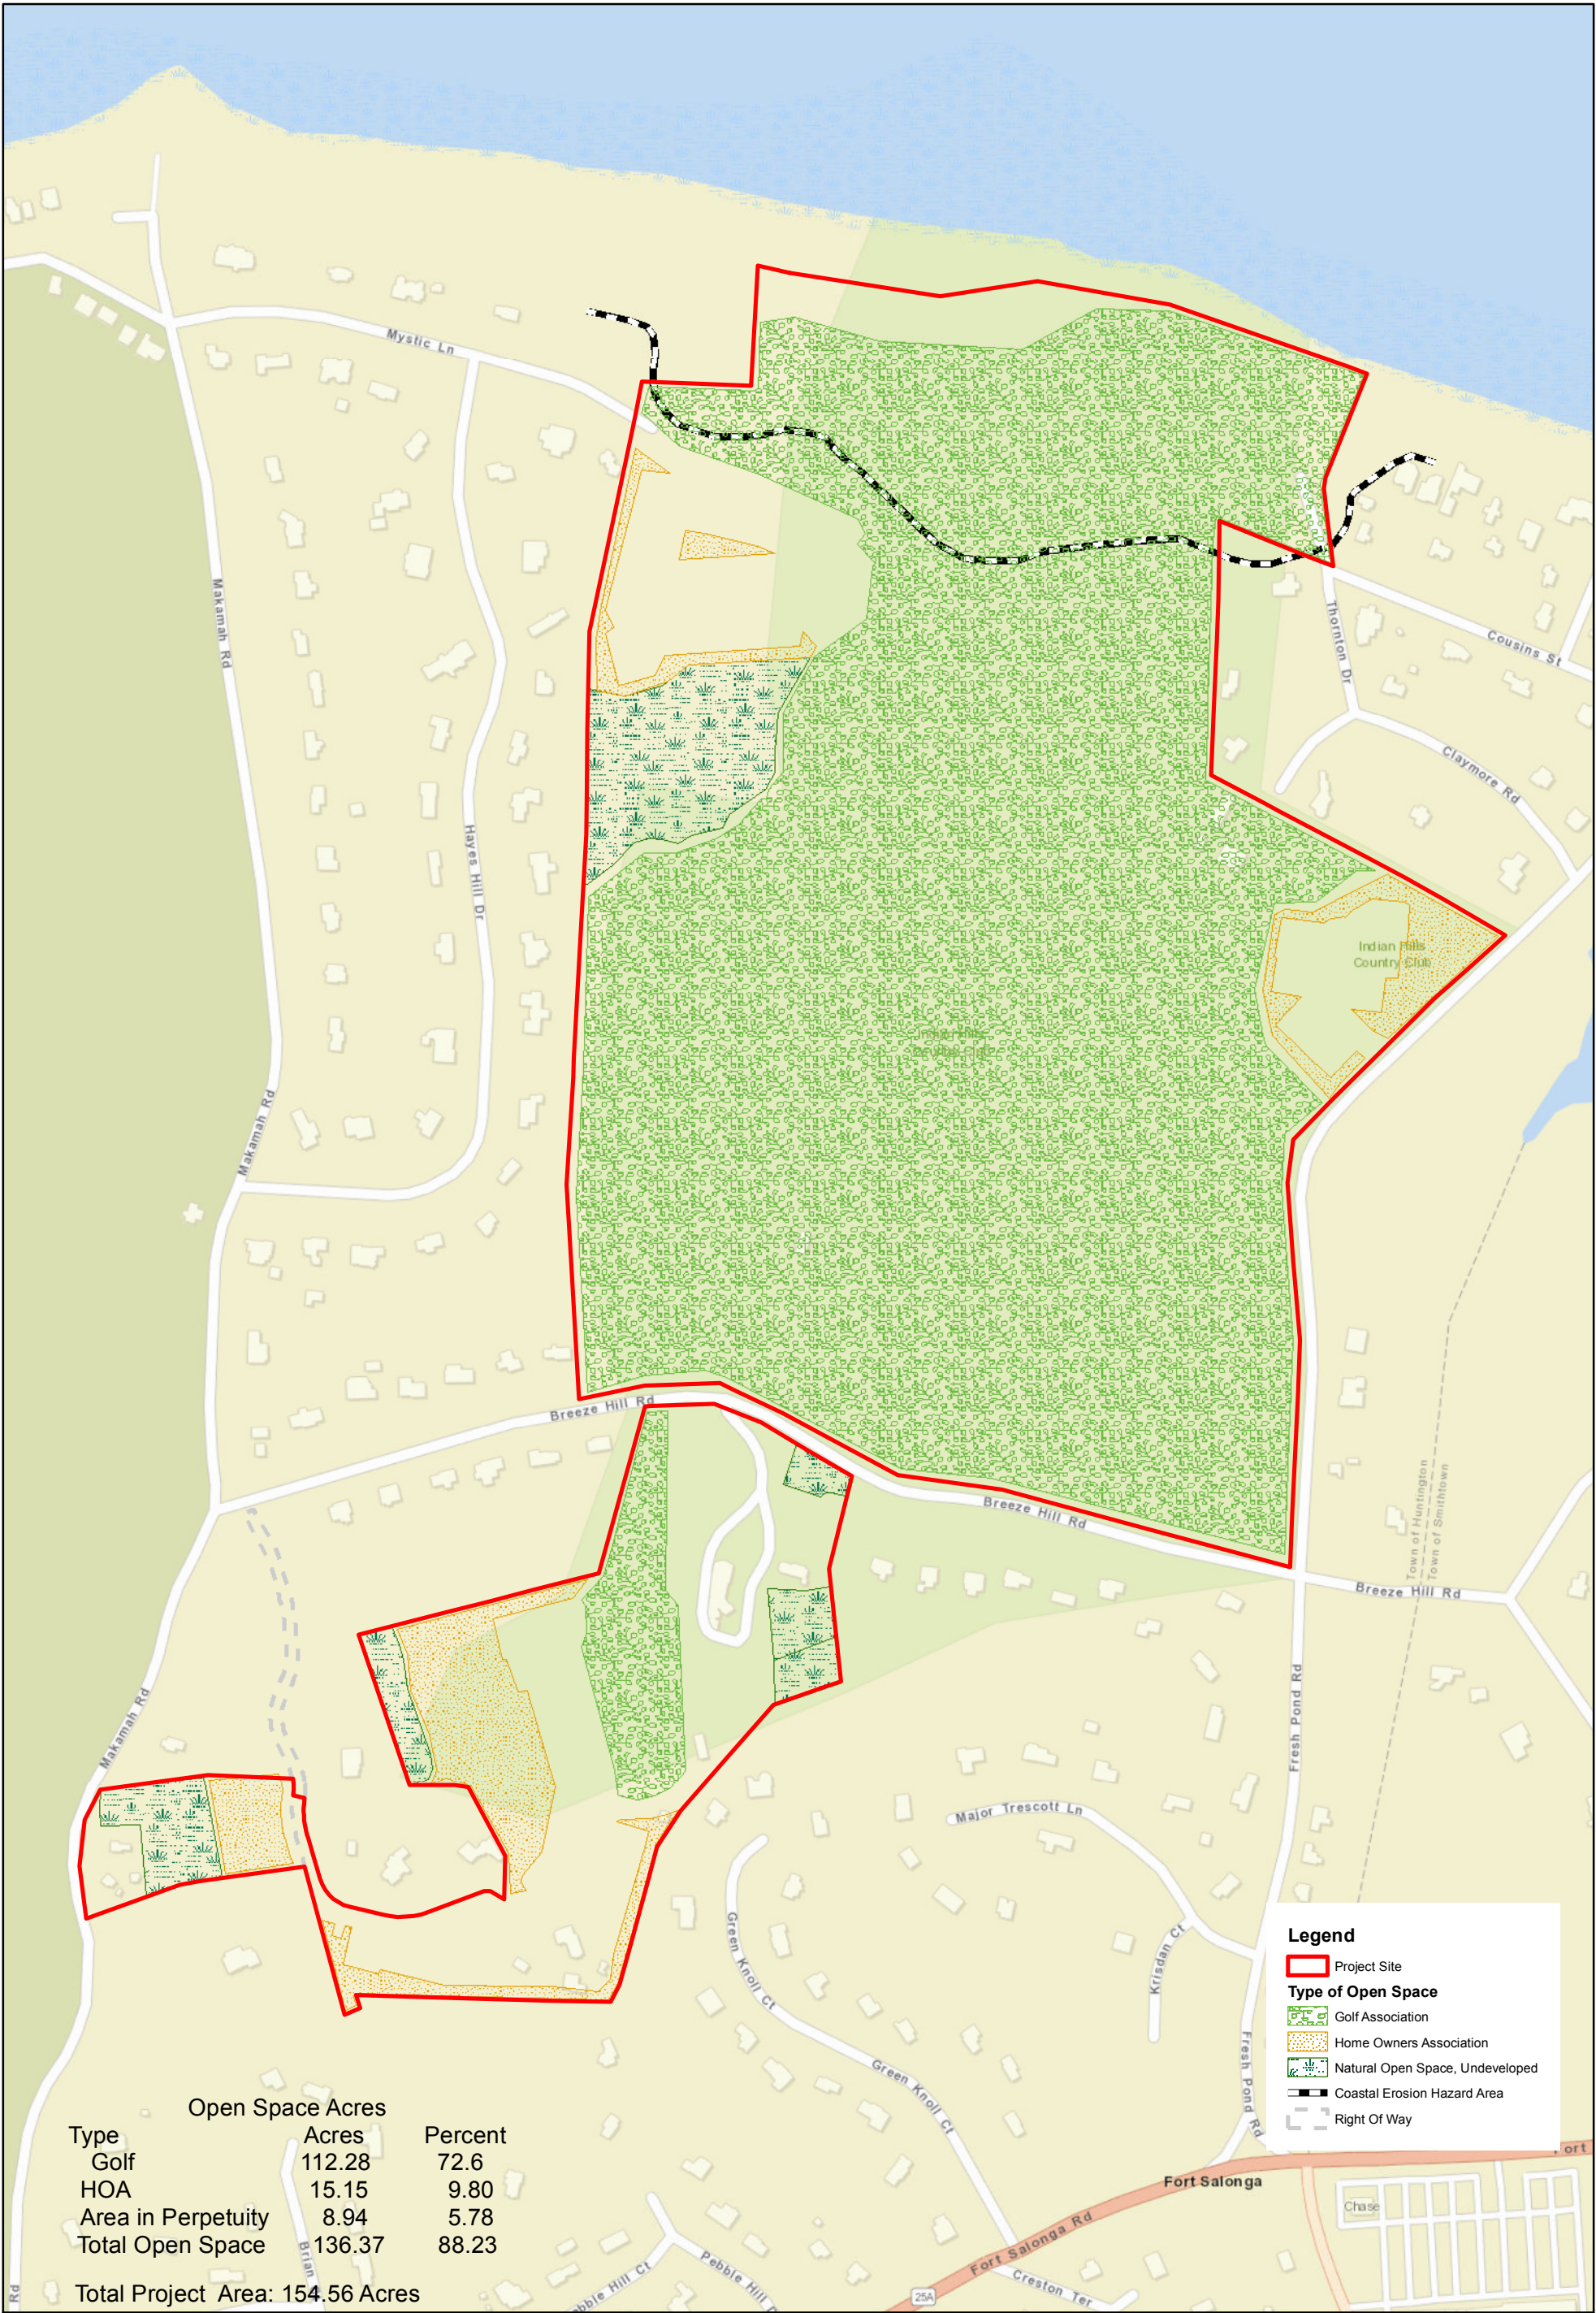 Mystic Ln
Makamah Rd
Hayes Hill Dr
Makamah Rd
Thornton Dr
Cousins St
Claymore Rd
Indian Hills
Country Club
Breeze Hill Rd
Breeze Hill Rd
Breeze Hill Rd
Town of Huntington
Town of Smithtown
Makamah Rd
Fresh Pond Rd
Major Trescott Ln
Krisdan Ct
Green Knoll Ct
Green Knoll Ct
Fresh Pond Rd
Legend
Project Site
Type of Open Space
Golf Association
Home Owners Association
Natural Open Space, Undeveloped
Coastal Erosion Hazard Area
Right Of Way
Open Space Acres
Type Acres Percent
Golf 112.28 72.6
HOA 15.15 9.80
Area in Perpetuity 8.94 5.78
Total Open Space 136.37 88.23
Total Project Area: 154.56 Acres
Rd
Brian
bble Hill Ct
Pebble Hill D
Fort Salonga Rd
25A
Creston Ter
Fort Salonga
Fort
Chase